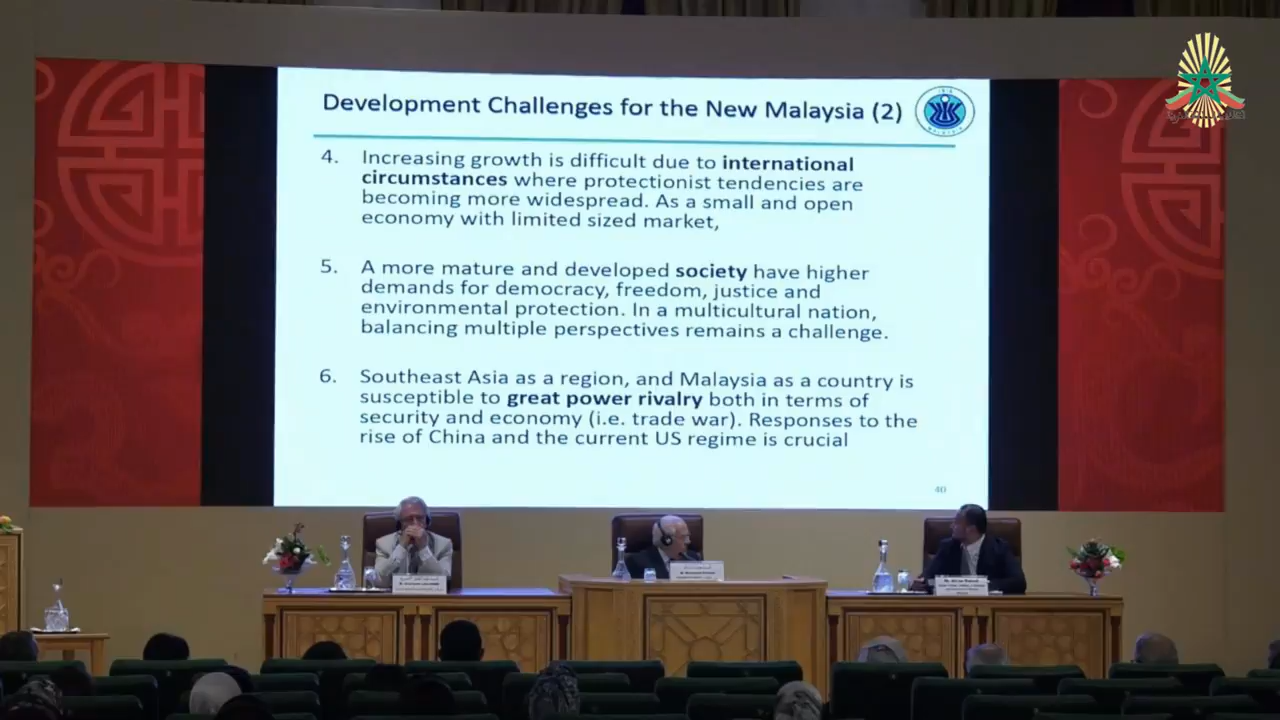 Development Challenges for the New Malaysia (2)
4. Increasing growth is difficult due to international
circumstances where protectionist tendencies are
becoming more widespread. As a small and open
economy with limited sized market,
5. A more mature and developed society have higher
demands for democracy, freedom, justice and
environmental protection. In a multicultural nation,
balancing multiple perspectives remains a challenge.
6. Southeast Asia as a region, and Malaysia as a country is
susceptible to great power rivalry both in terms of
security and economy (i.e. trade war). Responses to the
rise of China and the current US regime is crucial
40